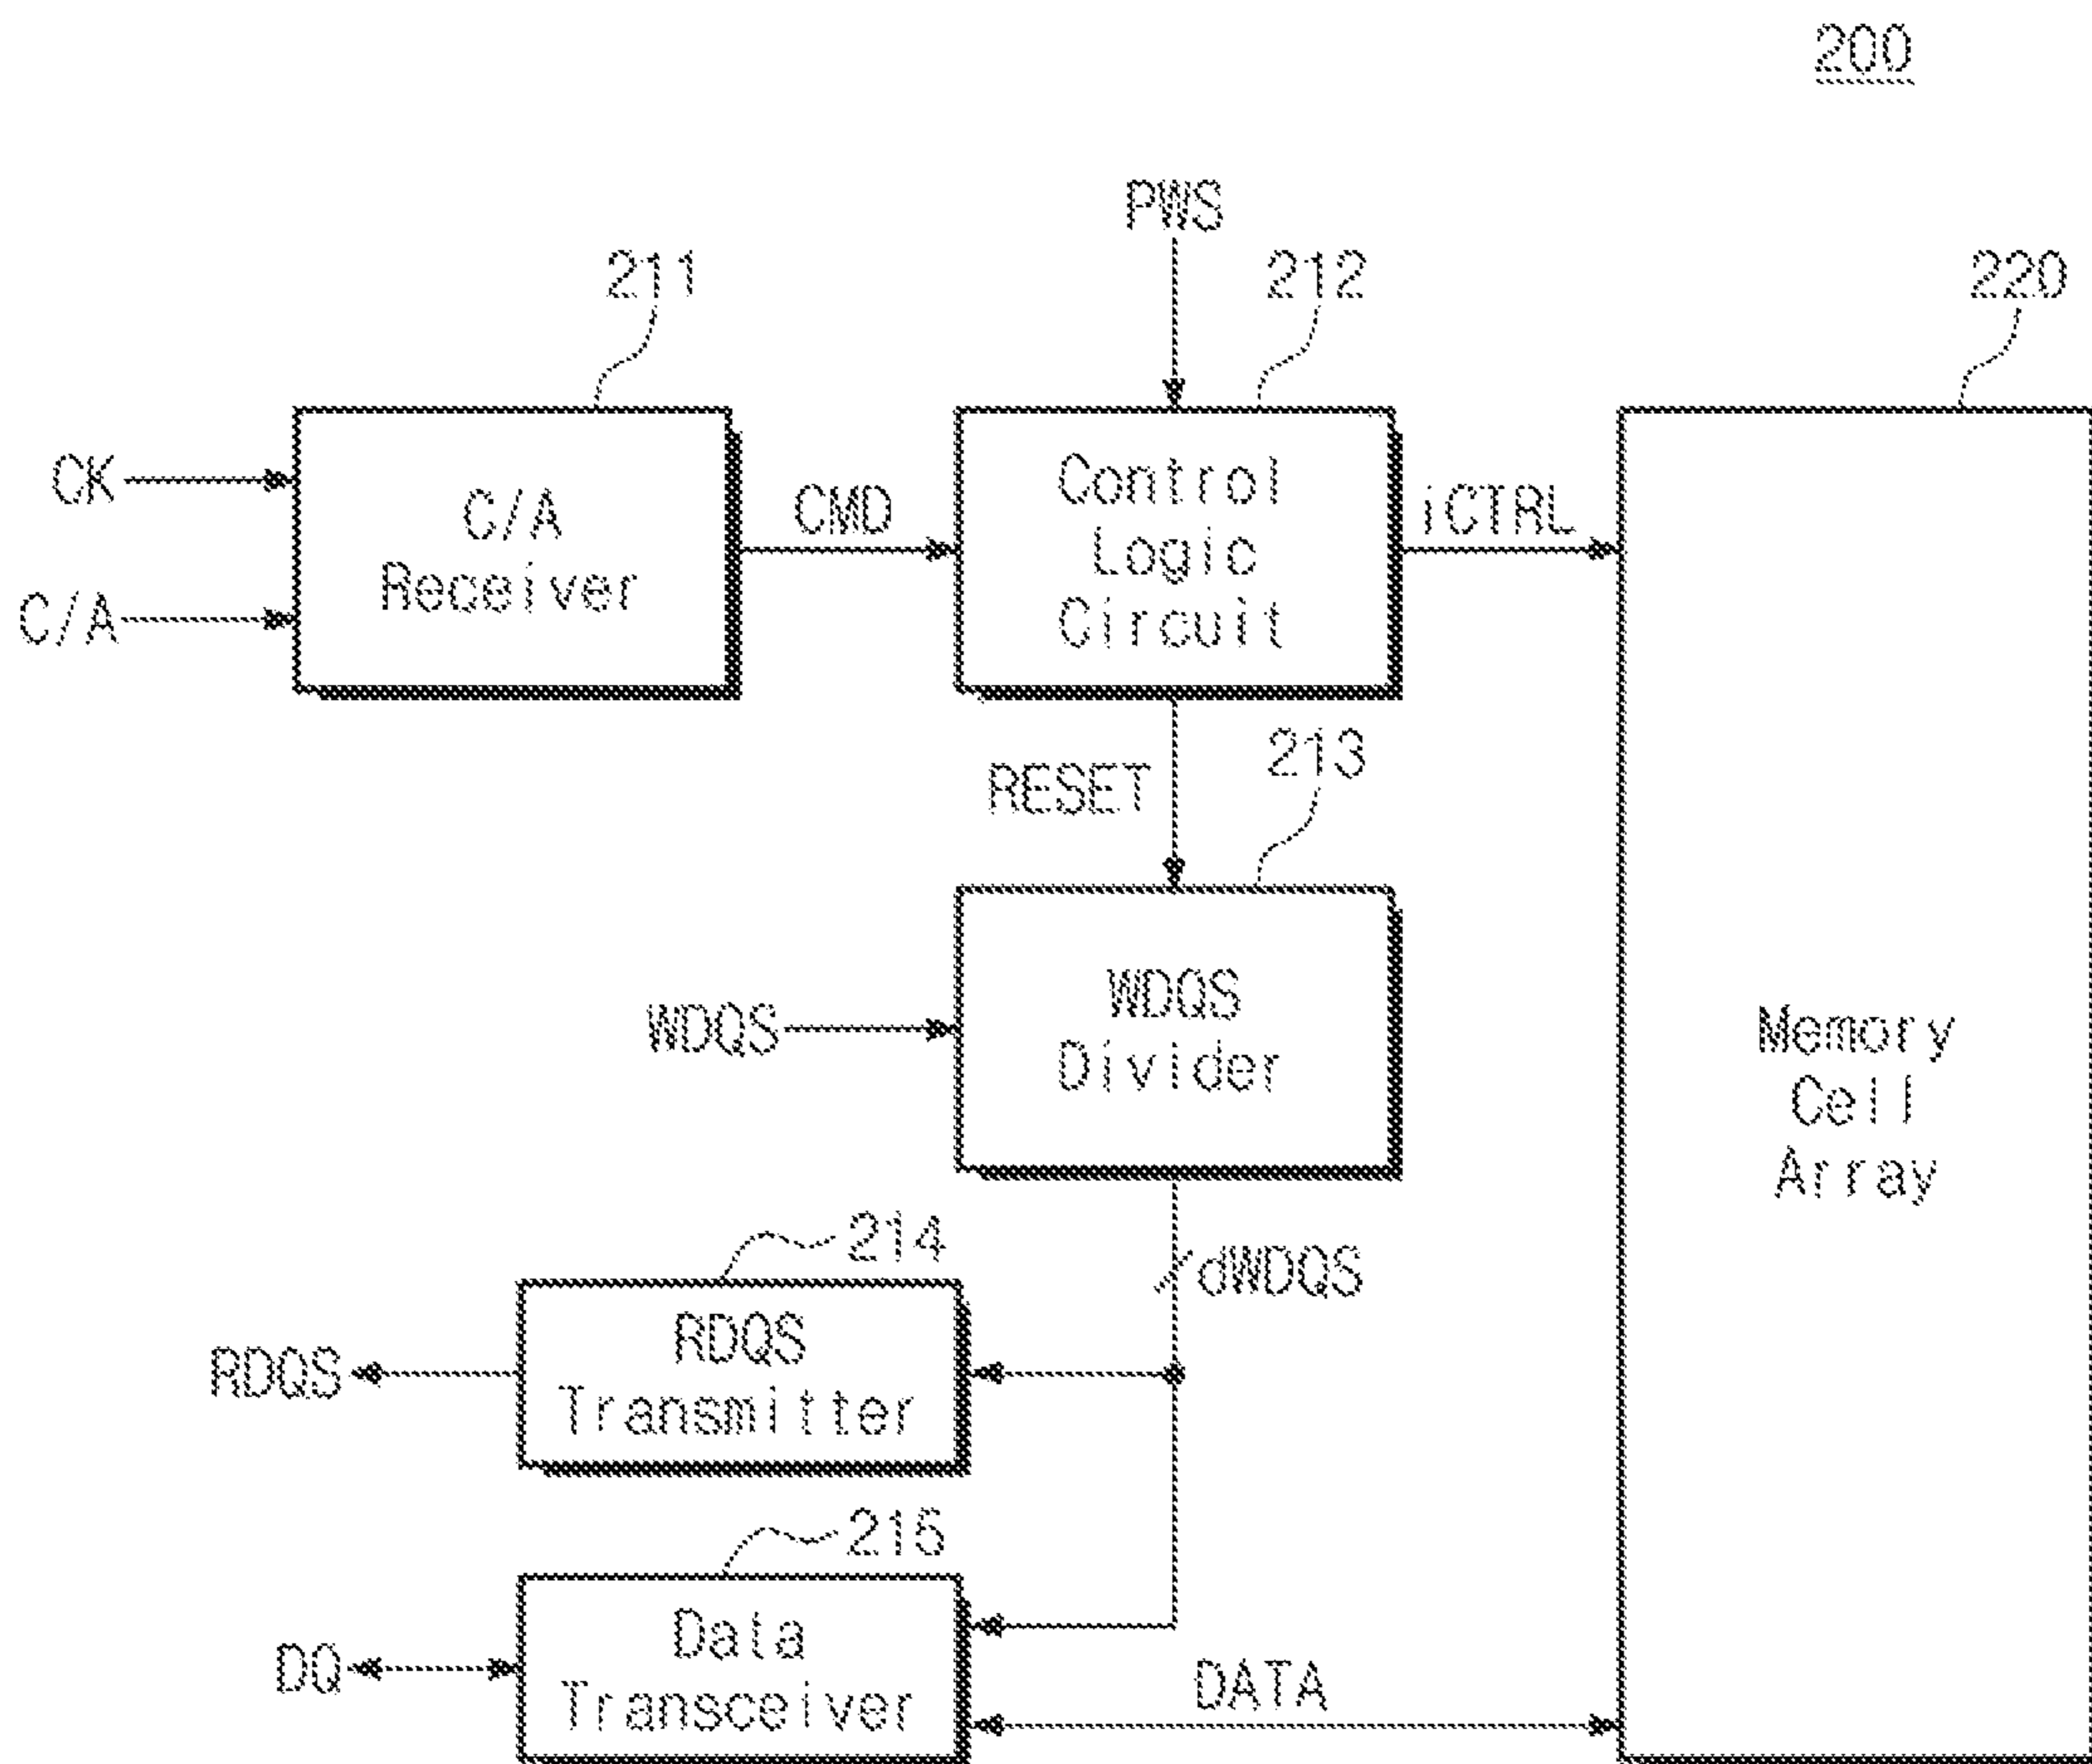 200
PWS
211
212
220
CK
C/A
Receiver
CMD
Control
Logic
Circuit
iCTRL
C/A
RESET
213
WDQS
WDQS
Divider
Memory
Cell
Array
214
dWDQS
RDQS
RDQS
Transmitter
215
DQ
Data
Transceiver
DATA